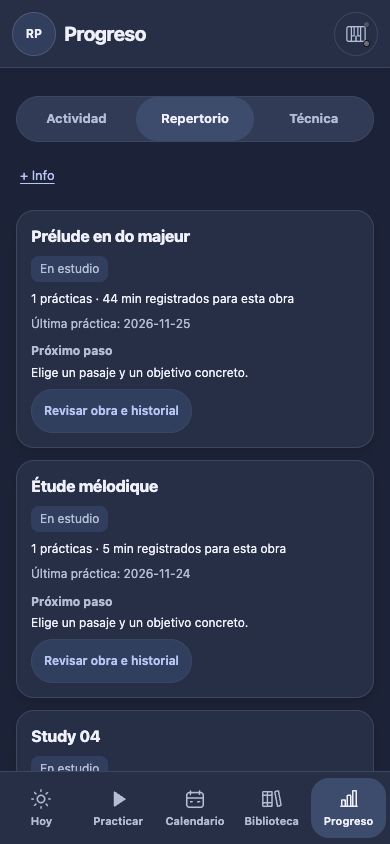 RP
Progreso
Actividad
Repertorio
Técnica
+ Info
Prélude en do majeur
En estudio
1 prácticas · 44 min registrados para esta obra
Última práctica: 2026-11-25
Próximo paso
Elige un pasaje y un objetivo concreto.
Revisar obra e historial
Étude mélodique
En estudio
1 prácticas · 5 min registrados para esta obra
Última práctica: 2026-11-24
Próximo paso
Elige un pasaje y un objetivo concreto.
Revisar obra e historial
Study 04
En estudio
Hoy
Practicar
Calendario
Biblioteca
Progreso